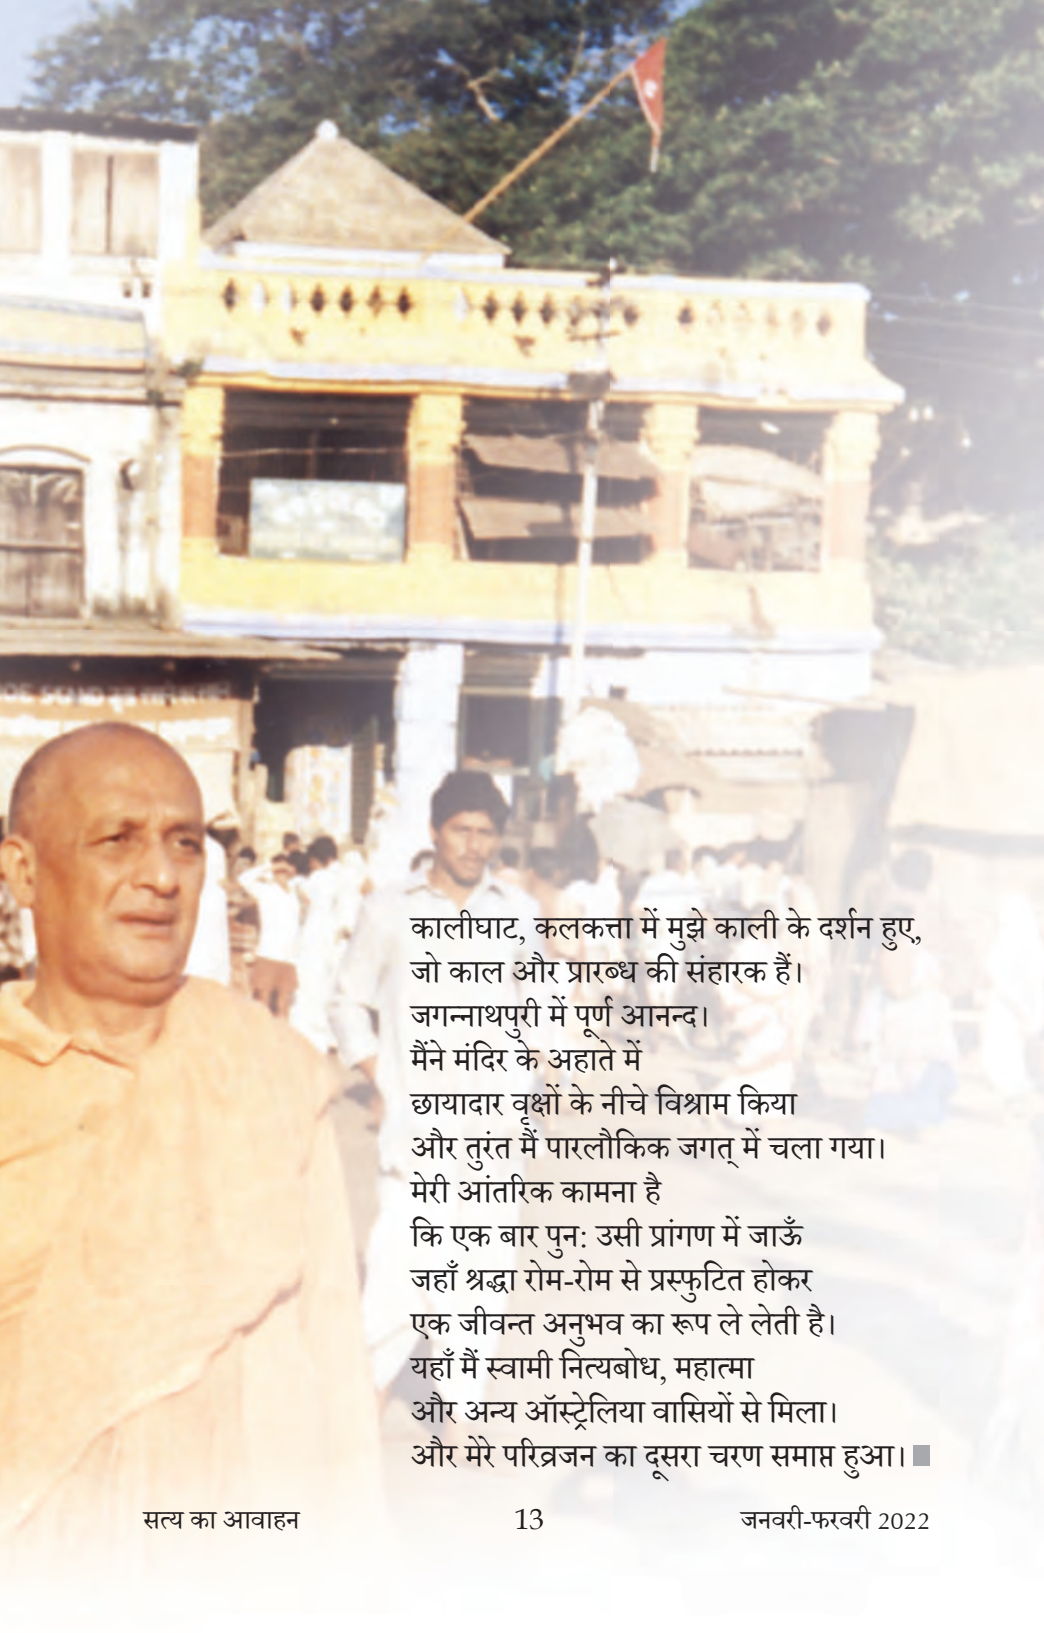 कालीघाट, कलकत्ता में मुझे काली के दर्शन हुए,
जो काल और प्रारब्ध की संहारक हैं।
जगन्नाथपुरी में पूर्ण आनन्द।
मैंने मंदिर के अहाते में
छायादार वृक्षों के नीचे विश्राम किया
और तुरंत मैं पारलौकिक जगत् में चला गया।
मेरी आंतरिक कामना है
कि एक बार पुन: उसी प्रांगण में जाऊँ
जहाँ श्रद्धा रोम-रोम से प्रस्फुटित होकर
एक जीवन्त अनुभव का रूप ले लेती है।
यहाँ मैं स्वामी नित्यबोध, महात्मा
और अन्य ऑस्ट्रेलिया वासियों से मिला।
और मेरे परिव्रजन का दूसरा चरण समाप्त हुआ।
सत्य का आवाहन 13 जनवरी-फरवरी 2022